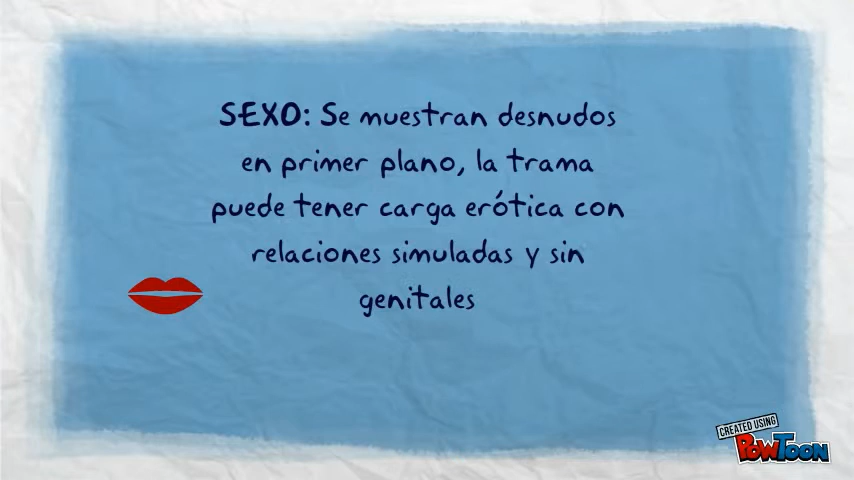 SEXO: Se muestran desnudos
en primer plano, la trama
puede tener carga erótica con
relaciones simuladas y sin
genitales
CREATED USING
POWTOON